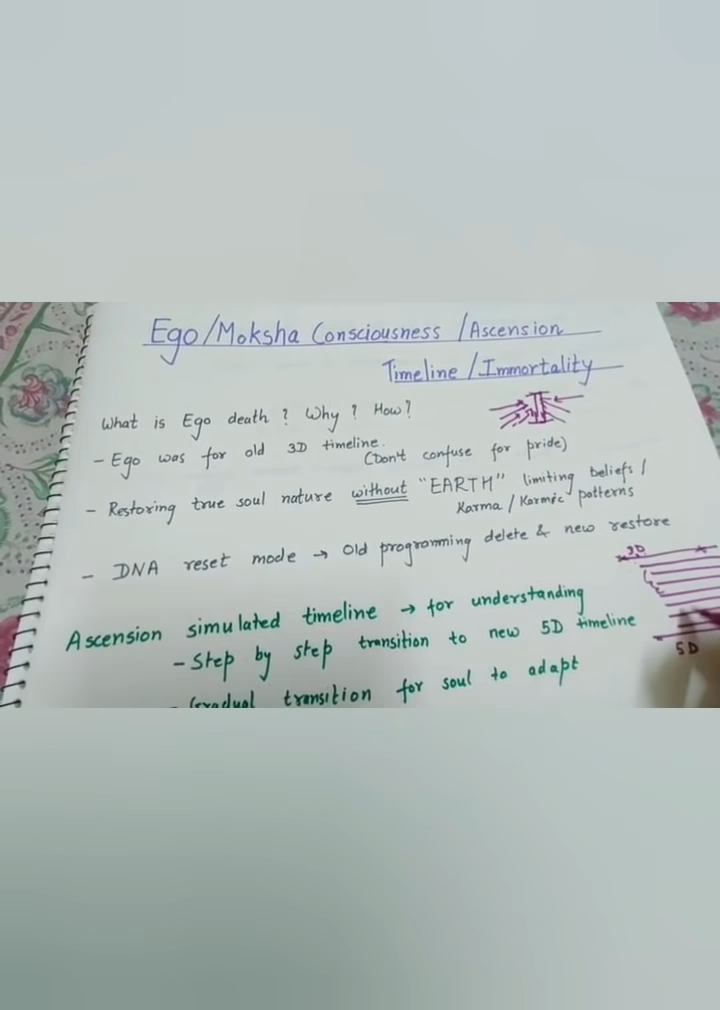 Ego/Moksha Consciousness /Ascension
Timeline/Immortality
What is Ego death? Why? How?
- Ego was for old 3D timeline.
(Don't confuse for pride)
- Restoring true soul nature without "EARTH" limiting beliefs/
Karma/Karmic patterns
- DNA reset mode → Old programming delete & new restore
3D
Ascension simulated timeline → for understanding
- Step by step transition to new 5D timeline
5D
- Gradual transition for soul to adapt